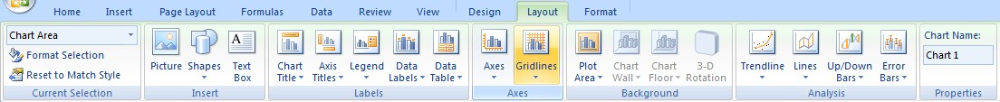 Home Insert Page Layout Formulas Data Review View Design Layout Format
Chart Area
Format Selection
Reset to Match Style
Current Selection
Picture
Shapes
Text
Box
Insert
Chart
Title
Axis
Titles
Legend
Data
Labels
Data
Table
Labels
Axes
Gridlines
Axes
Plot
Area
Chart
Wall
Chart
Floor
3-D
Rotation
Background
Trendline
Lines
Up/Down
Bars
Error
Bars
Analysis
Chart Name:
Chart 1
Properties